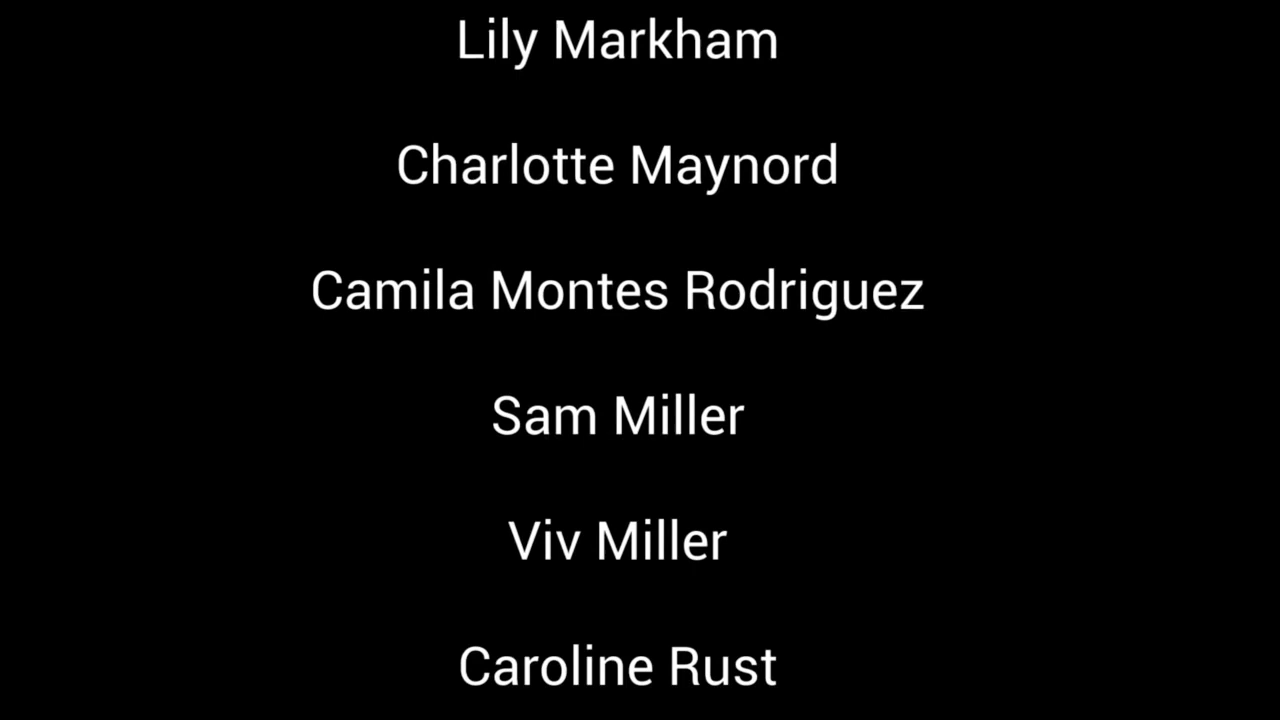 Lily Markham
Charlotte Maynord
Camila Montes Rodriguez
Sam Miller
Viv Miller
Caroline Rust